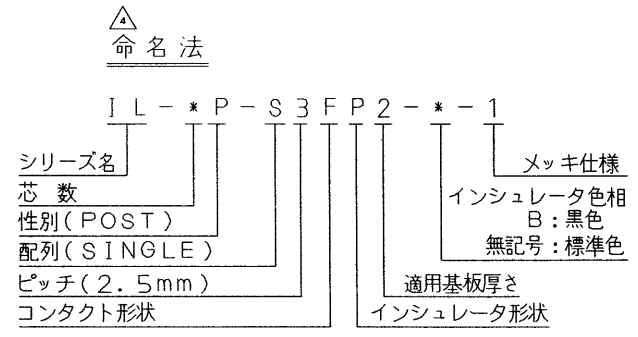 4
命名法
IL-*P-S3FP2-*-1
シリーズ名
メッキ仕様
芯 数
インシュレータ色相
性別(POST)
B:黒色
配列(SINGLE)
無記号:標準色
ピッチ(2.5mm)
適用基板厚さ
コンタクト形状
インシュレータ形状